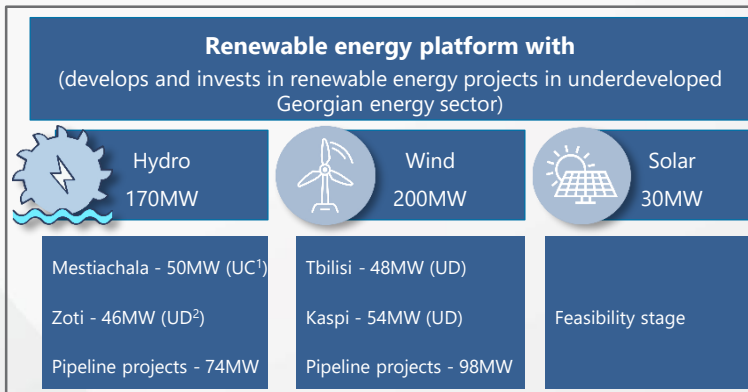 Renewable energy platform with
(develops and invests in renewable energy projects in underdeveloped
Georgian energy sector)
Hydro
170MW
Wind
200MW
Solar
30MW
Mestiachala - 50MW (UC¹)
Zoti - 46MW (UD²)
Pipeline projects - 74MW
Tbilisi - 48MW (UD)
Kaspi - 54MW (UD)
Pipeline projects - 98MW
Feasibility stage